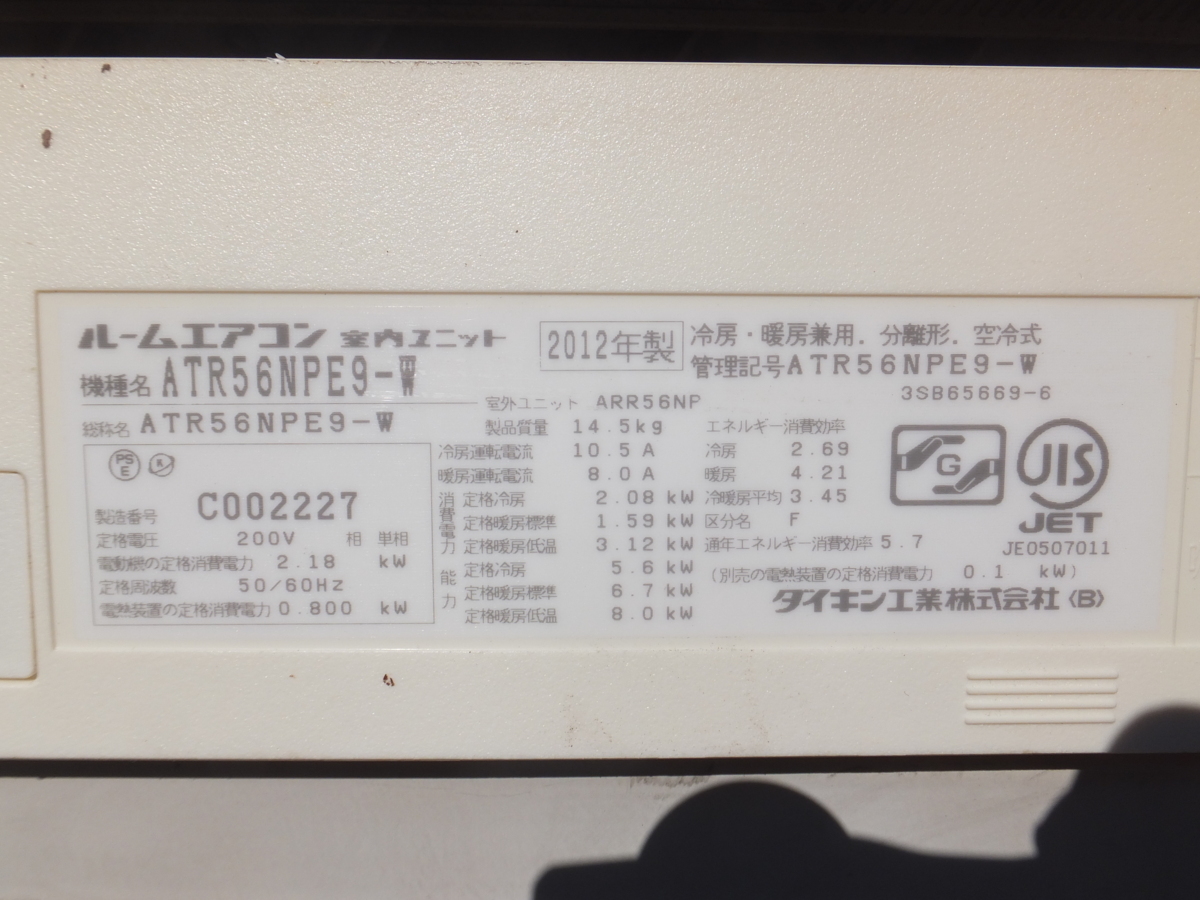 ルームエアコン 室内ユニット
機種名 ATR56NPE9-W
総称名 ATR56NPE9-W
PS
E
製造番号 C002227
定格電圧 200V 相 単相
電動機の定格消費電力 2.18 kW
定格周波数 50/60Hz
電熱装置の定格消費電力 0.800 kW
2012年製
室外ユニット ARR56NP
製品質量 14.5kg
冷房運転電流 10.5 A
暖房運転電流 8.0 A
消費電力
定格冷房 2.08 kW
定格暖房標準 1.59 kW
定格暖房低温 3.12 kW
能力
定格冷房 5.6 kW
定格暖房標準 6.7 kW
定格暖房低温 8.0 kW
冷房・暖房兼用. 分離形. 空冷式
管理記号 ATR56NPE9-W
3SB65669-6
エネルギー消費効率
冷房 2.69
暖房 4.21
冷暖房平均 3.45
区分名 F
通年エネルギー消費効率 5.7
(別売の電熱装置の定格消費電力 0.1 kW)
G
JIS
JET
JE0507011
ダイキン工業株式会社〈B〉